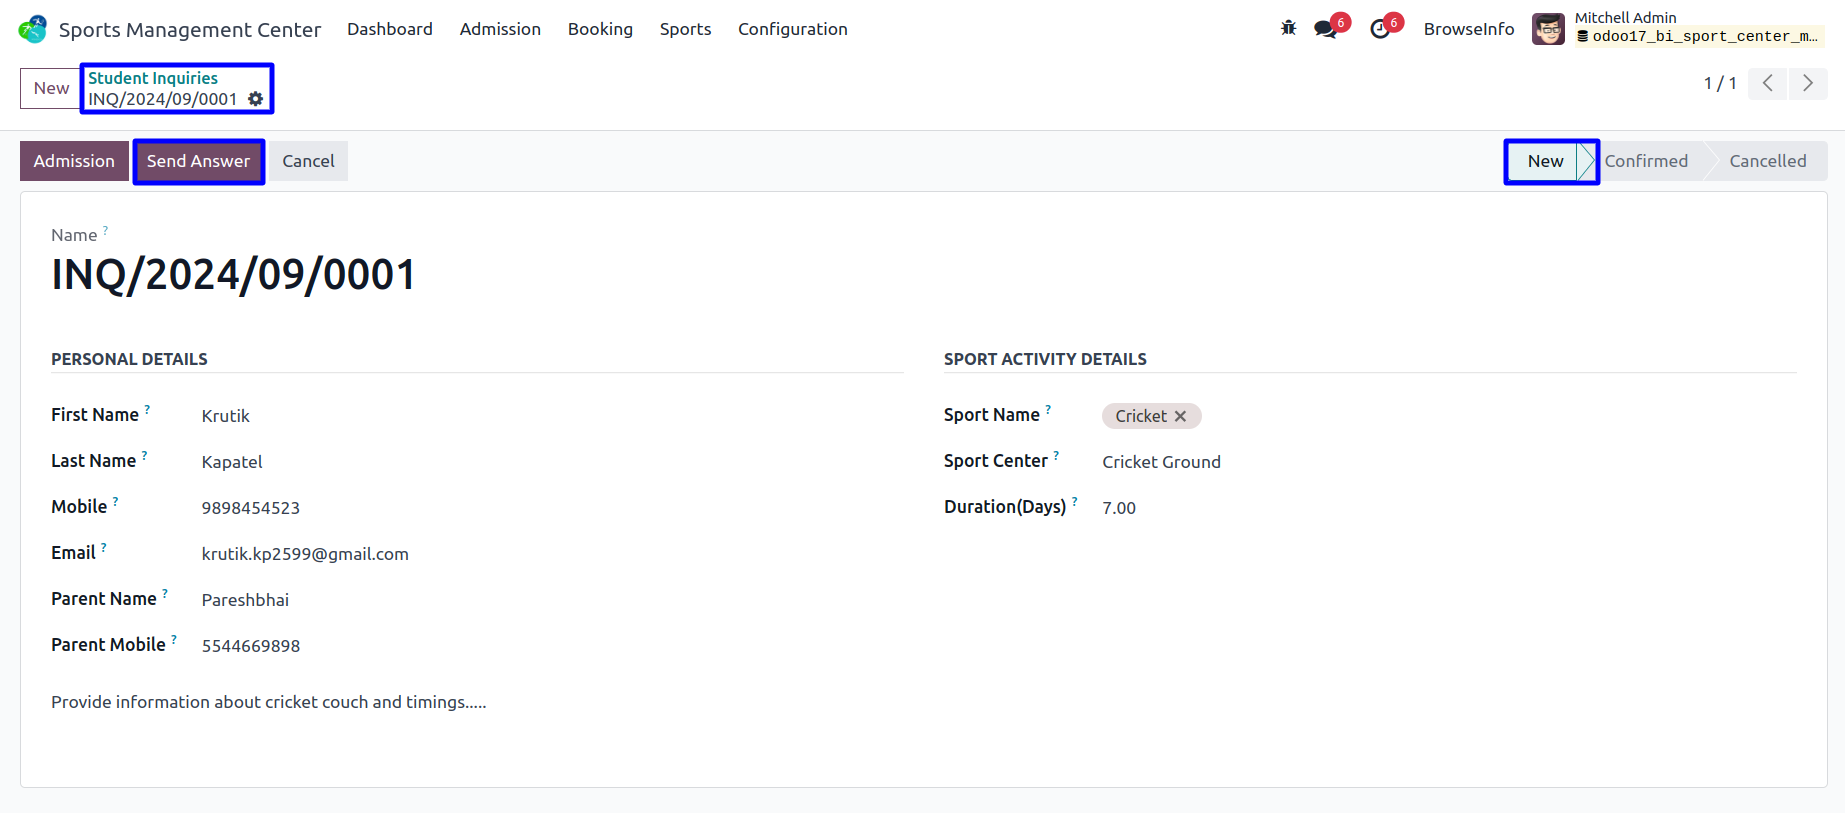 Sports Management Center Dashboard Admission Booking Sports Configuration 6 6 BrowseInfo Mitchell Admin
odoo17_bi_sport_center_m...
New Student Inquiries 1 / 1
INQ/2024/09/0001
Admission Send Answer Cancel New Confirmed Cancelled
Name ?
INQ/2024/09/0001
PERSONAL DETAILS SPORT ACTIVITY DETAILS
First Name ? Krutik Sport Name ? Cricket
Last Name ? Kapatel Sport Center ? Cricket Ground
Mobile ? 9898454523 Duration(Days) ? 7.00
Email ? krutik.kp2599@gmail.com
Parent Name ? Pareshbhai
Parent Mobile ? 5544669898
Provide information about cricket couch and timings.....